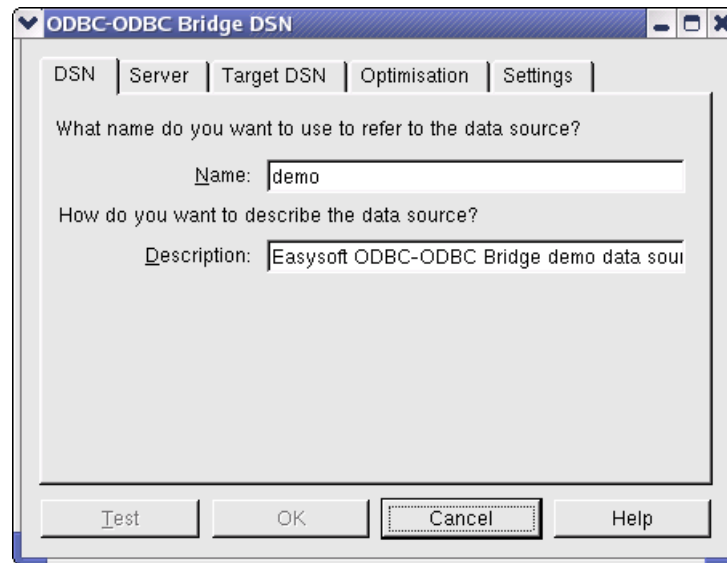 ODBC-ODBC Bridge DSN
DSN Server Target DSN Optimisation Settings
What name do you want to use to refer to the data source?
Name: demo
How do you want to describe the data source?
Description: Easysoft ODBC-ODBC Bridge demo data sour
Test OK Cancel Help